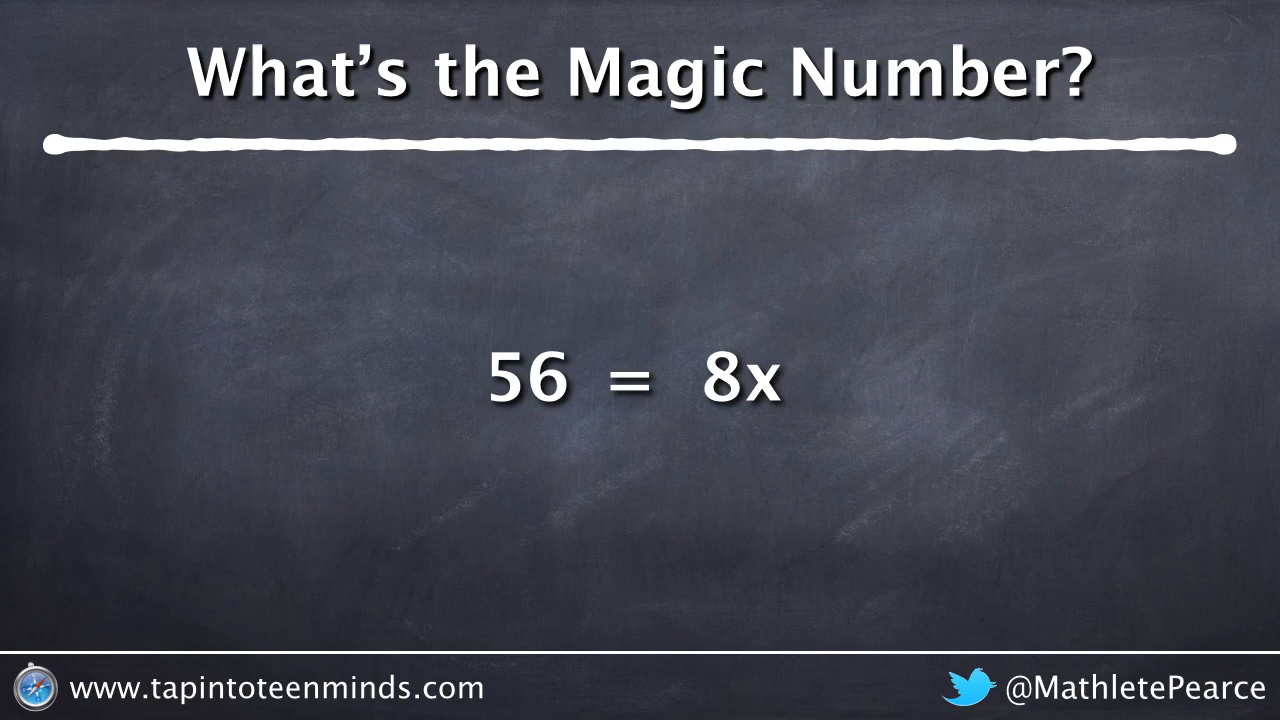 What’s the Magic Number?
56 = 8x
www.tapintoteenminds.com
@MathletePearce